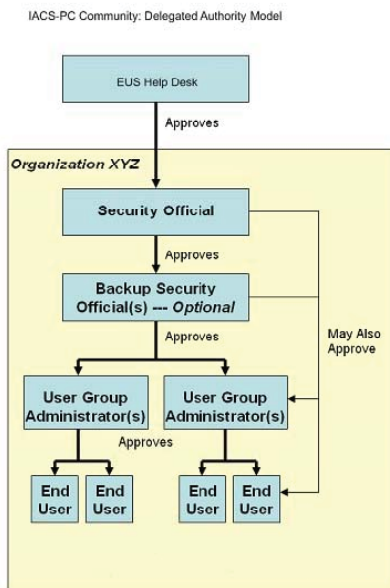 IACS-PC Community: Delegated Authority Model
EUS Help Desk
Approves
Organization XYZ
Security Official
Approves
Backup Security
Official(s) --- Optional
Approves
May Also
Approve
User Group
Administrator(s)
User Group
Administrator(s)
Approves
End
User
End
User
End
User
End
User